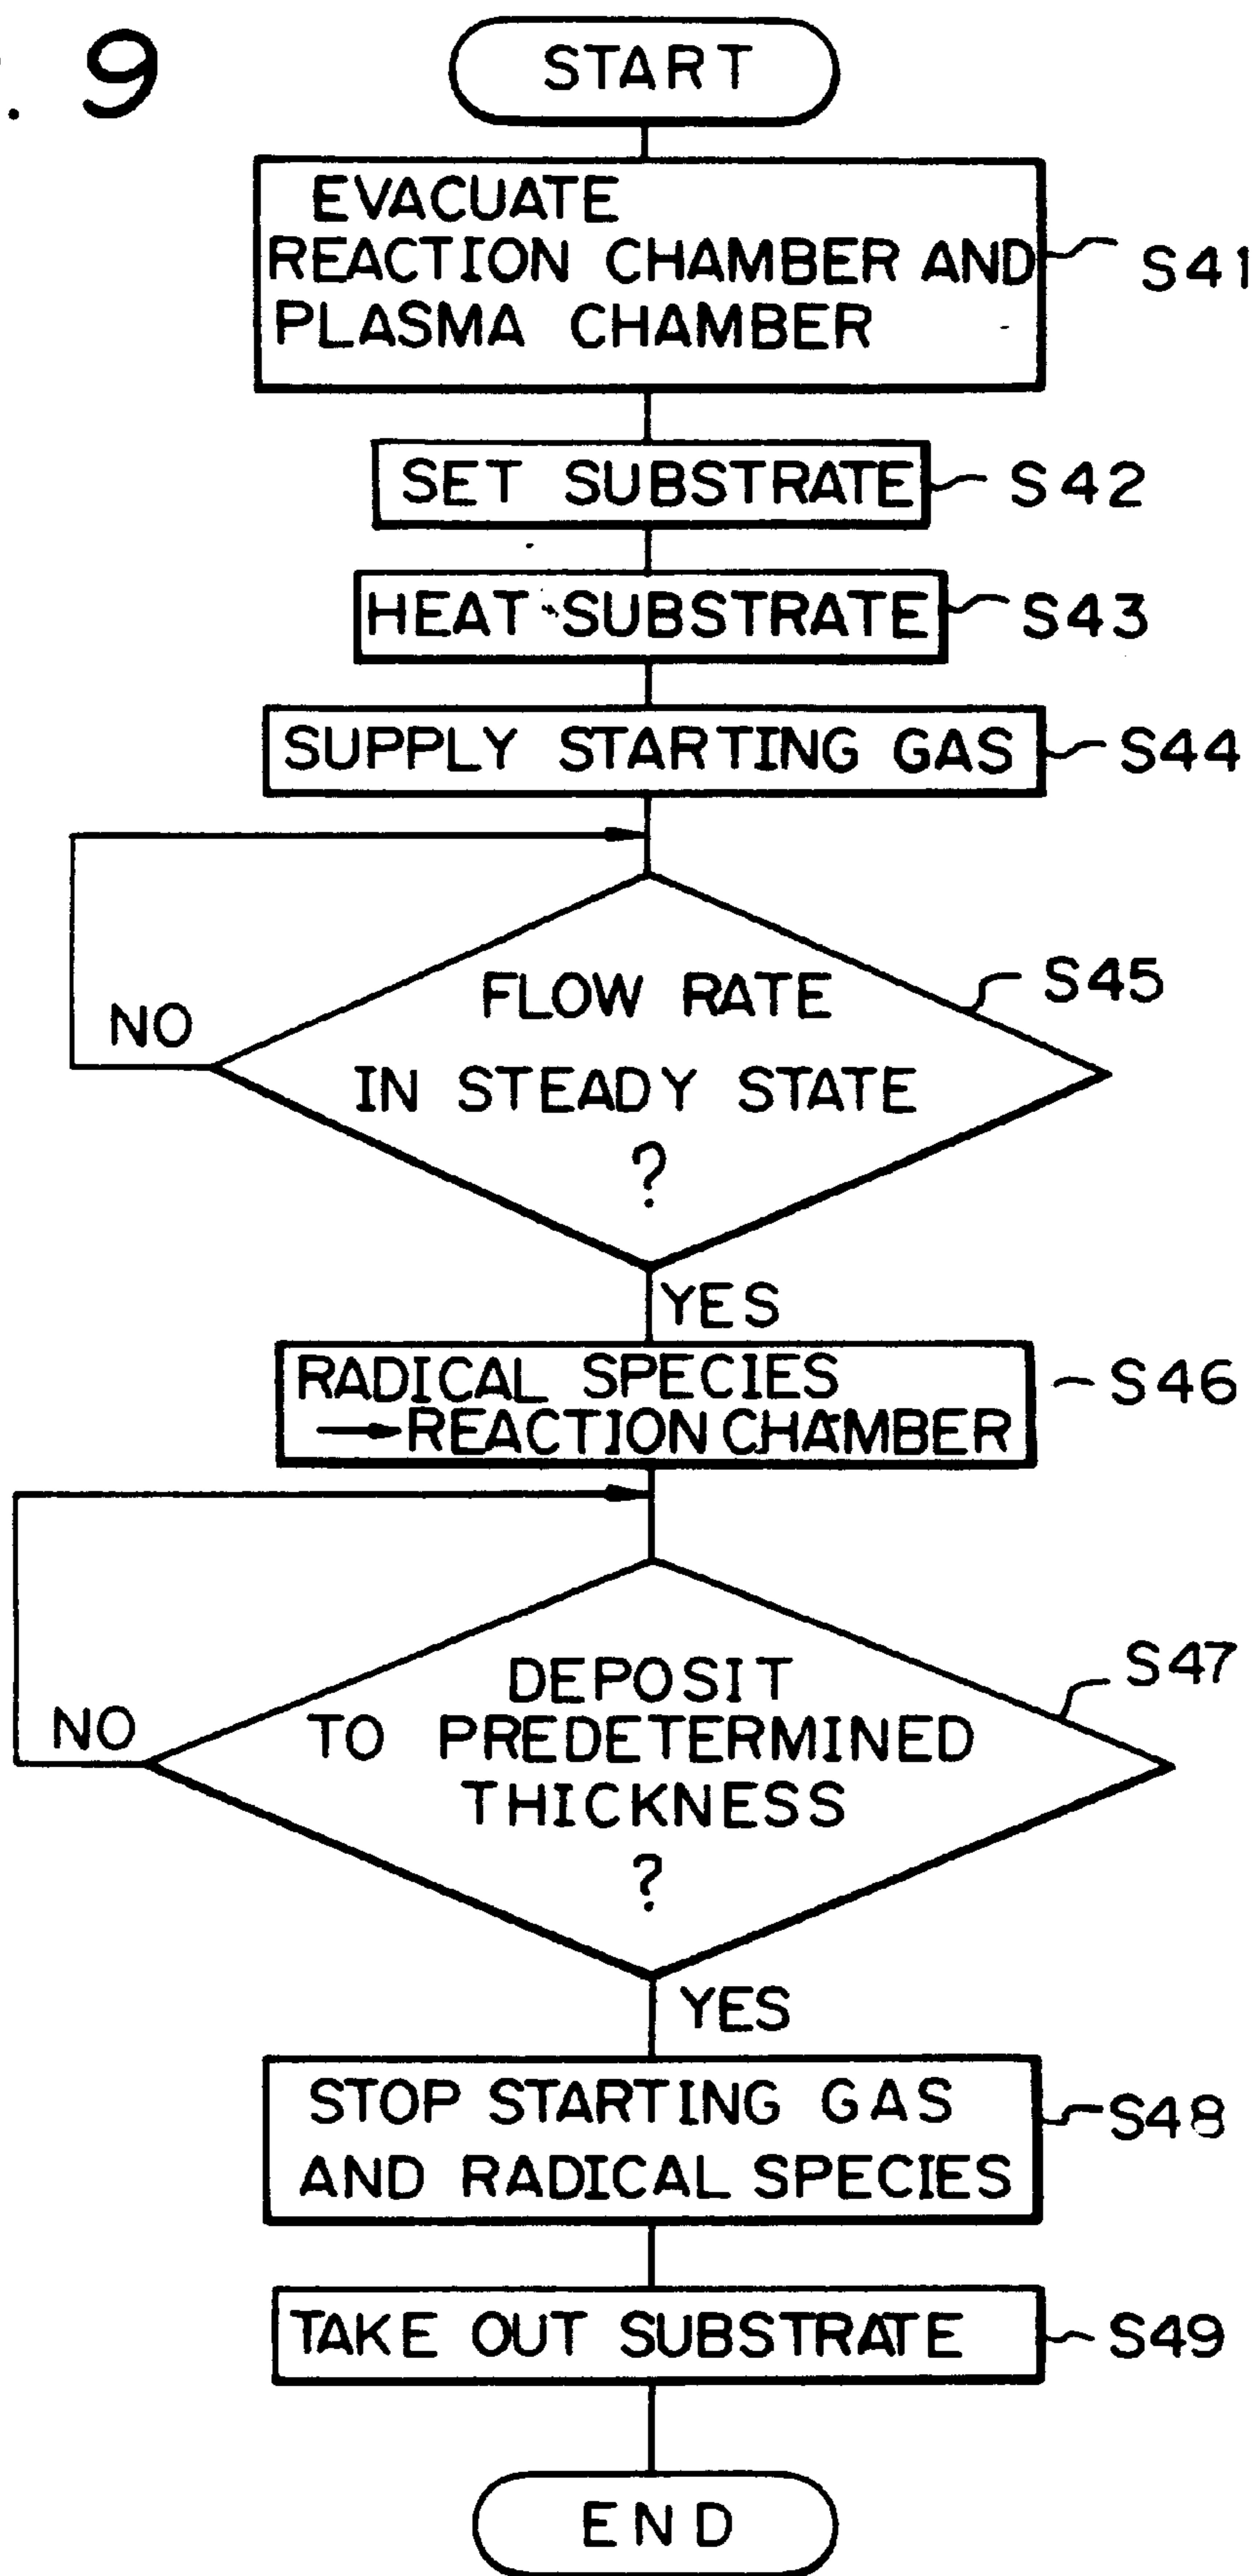 . 9
START
EVACUATE
REACTION CHAMBER AND
PLASMA CHAMBER
S41
SET SUBSTRATE
S42
HEAT SUBSTRATE
S43
SUPPLY STARTING GAS
S44
FLOW RATE
IN STEADY STATE
?
S45
NO
YES
RADICAL SPECIES
→REACTION CHAMBER
S46
DEPOSIT
TO PREDETERMINED
THICKNESS
?
S47
NO
YES
STOP STARTING GAS
AND RADICAL SPECIES
S48
TAKE OUT SUBSTRATE
S49
END